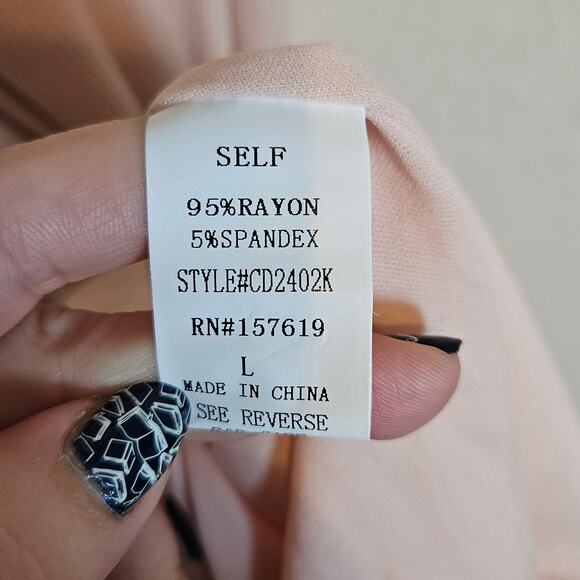 SELF
95%RAYON
5%SPANDEX
STYLE#CD2402K
RN#157619
L
MADE IN CHINA
SEE REVERSE